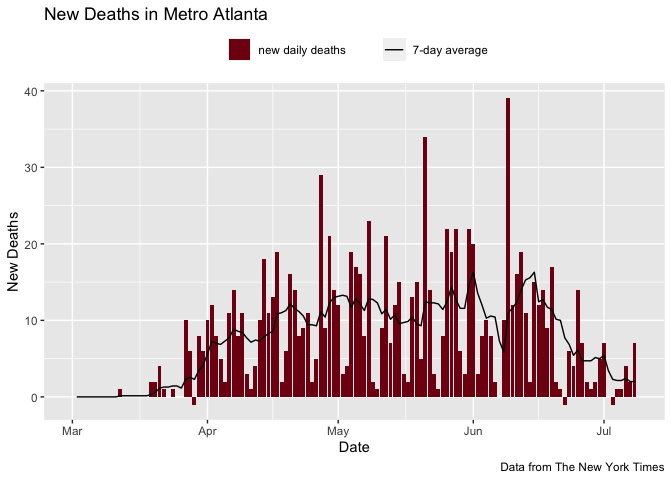 New Deaths in Metro Atlanta
new daily deaths
7-day average
New Deaths
40
30
20
10
0
Mar
Apr
May
Jun
Jul
Date
Data from The New York Times